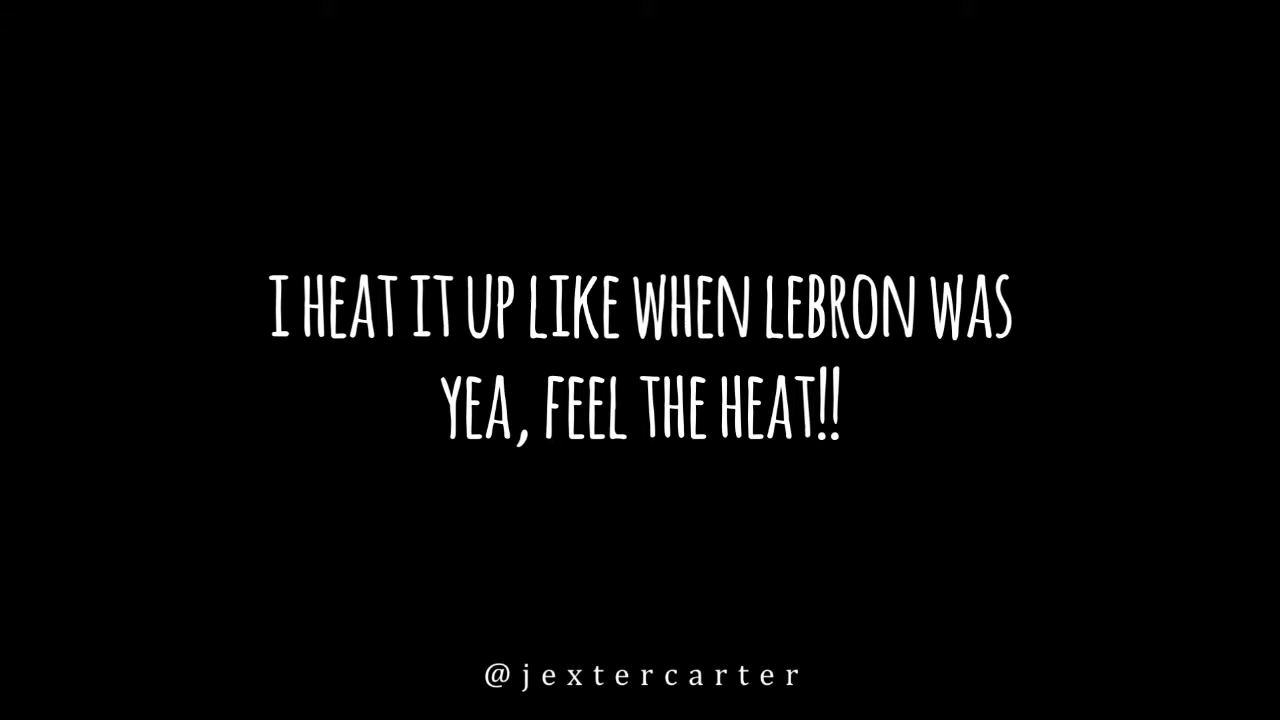 I HEAT IT UP LIKE WHEN LEBRON WAS
YEA, FEEL THE HEAT!!
@jextercarter